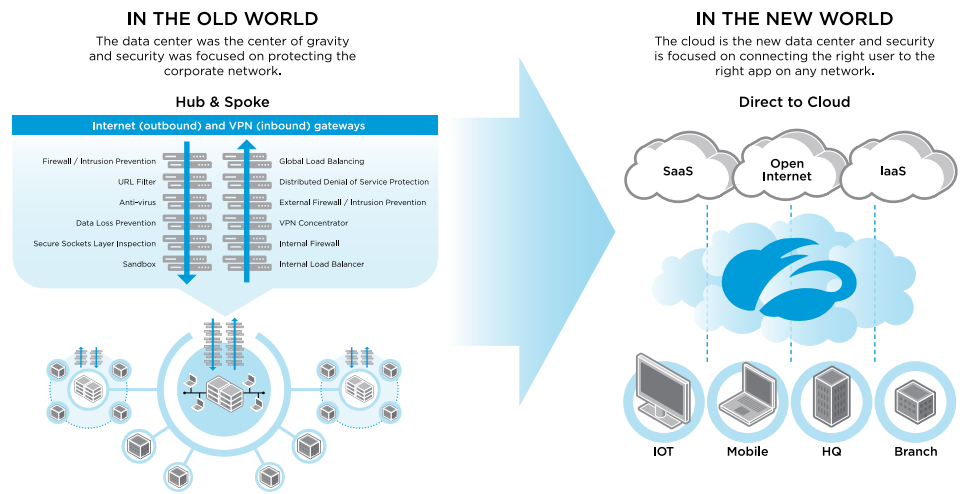 IN THE OLD WORLD
The data center was the center of gravity
and security was focused on protecting the
corporate network.
Hub & Spoke
Internet (outbound) and VPN (inbound) gateways
Firewall / Intrusion Prevention
URL Filter
Anti-virus
Data Loss Prevention
Secure Sockets Layer Inspection
Sandbox
Global Load Balancing
Distributed Denial of Service Protection
External Firewall / Intrusion Prevention
VPN Concentrator
Internal Firewall
Internal Load Balancer
IN THE NEW WORLD
The cloud is the new data center and security
is focused on connecting the right user to the
right app on any network.
Direct to Cloud
SaaS
Open
Internet
IaaS
IOT
Mobile
HQ
Branch